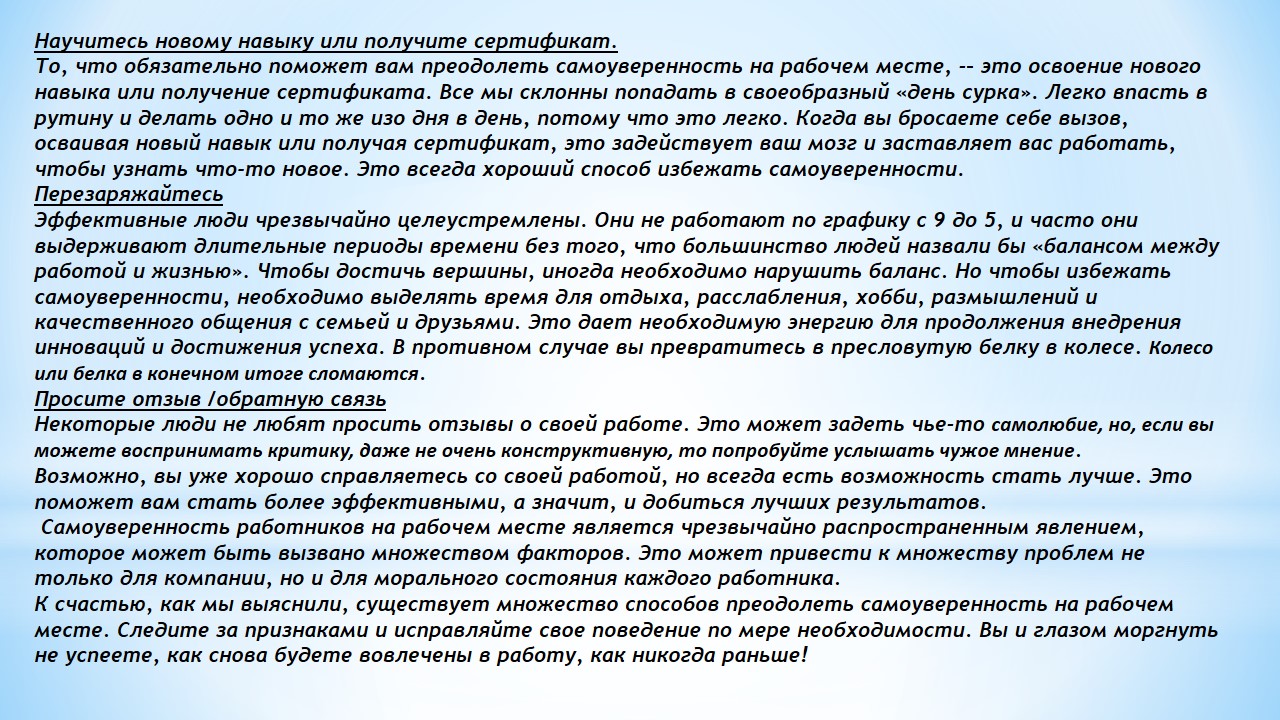 Научитесь новому навыку или получите сертификат.
То, что обязательно поможет вам преодолеть самоуверенность на рабочем месте, -- это освоение нового
навыка или получение сертификата. Все мы склонны попадать в своеобразный «день сурка». Легко впасть в
рутину и делать одно и то же изо дня в день, потому что это легко. Когда вы бросаете себе вызов,
осваивая новый навык или получая сертификат, это задействует ваш мозг и заставляет вас работать,
чтобы узнать что-то новое. Это всегда хороший способ избежать самоуверенности.
Перезаряжайтесь
Эффективные люди чрезвычайно целеустремлены. Они не работают по графику с 9 до 5, и часто они
выдерживают длительные периоды времени без того, что большинство людей назвали бы «балансом между
работой и жизнью». Чтобы достичь вершины, иногда необходимо нарушить баланс. Но чтобы избежать
самоуверенности, необходимо выделять время для отдыха, расслабления, хобби, размышлений и
качественного общения с семьей и друзьями. Это дает необходимую энергию для продолжения внедрения
инноваций и достижения успеха. В противном случае вы превратитесь в пресловутую белку в колесе. Колесо
или белка в конечном итоге сломаются.
Просите отзыв /обратную связь
Некоторые люди не любят просить отзывы о своей работе. Это может задеть чье-то самолюбие, но, если вы
можете воспринимать критику, даже не очень конструктивную, то попробуйте услышать чужое мнение.
Возможно, вы уже хорошо справляетесь со своей работой, но всегда есть возможность стать лучше. Это
поможет вам стать более эффективными, а значит, и добиться лучших результатов.
Самоуверенность работников на рабочем месте является чрезвычайно распространенным явлением,
которое может быть вызвано множеством факторов. Это может привести к множеству проблем не
только для компании, но и для морального состояния каждого работника.
К счастью, как мы выяснили, существует множество способов преодолеть самоуверенность на рабочем
месте. Следите за признаками и исправляйте свое поведение по мере необходимости. Вы и глазом моргнуть
не успеете, как снова будете вовлечены в работу, как никогда раньше!